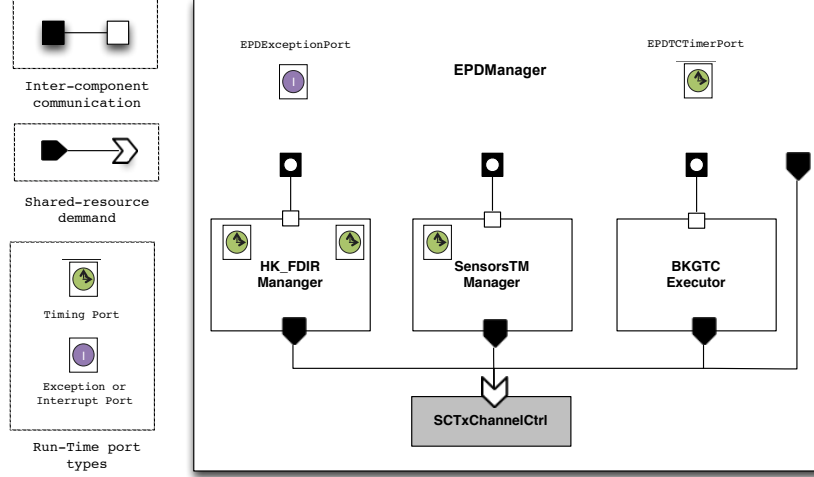 Inter-component
communication
Shared-resource
demmand
Timing Port
Exception or
Interrupt Port
Run-Time port
types
EPDExceptionPort
EPDManager
EPDTCTimerPort
HK_FDIR
Mananger
SensorsTM
Manager
BKGTC
Executor
SCTxChannelCtrl